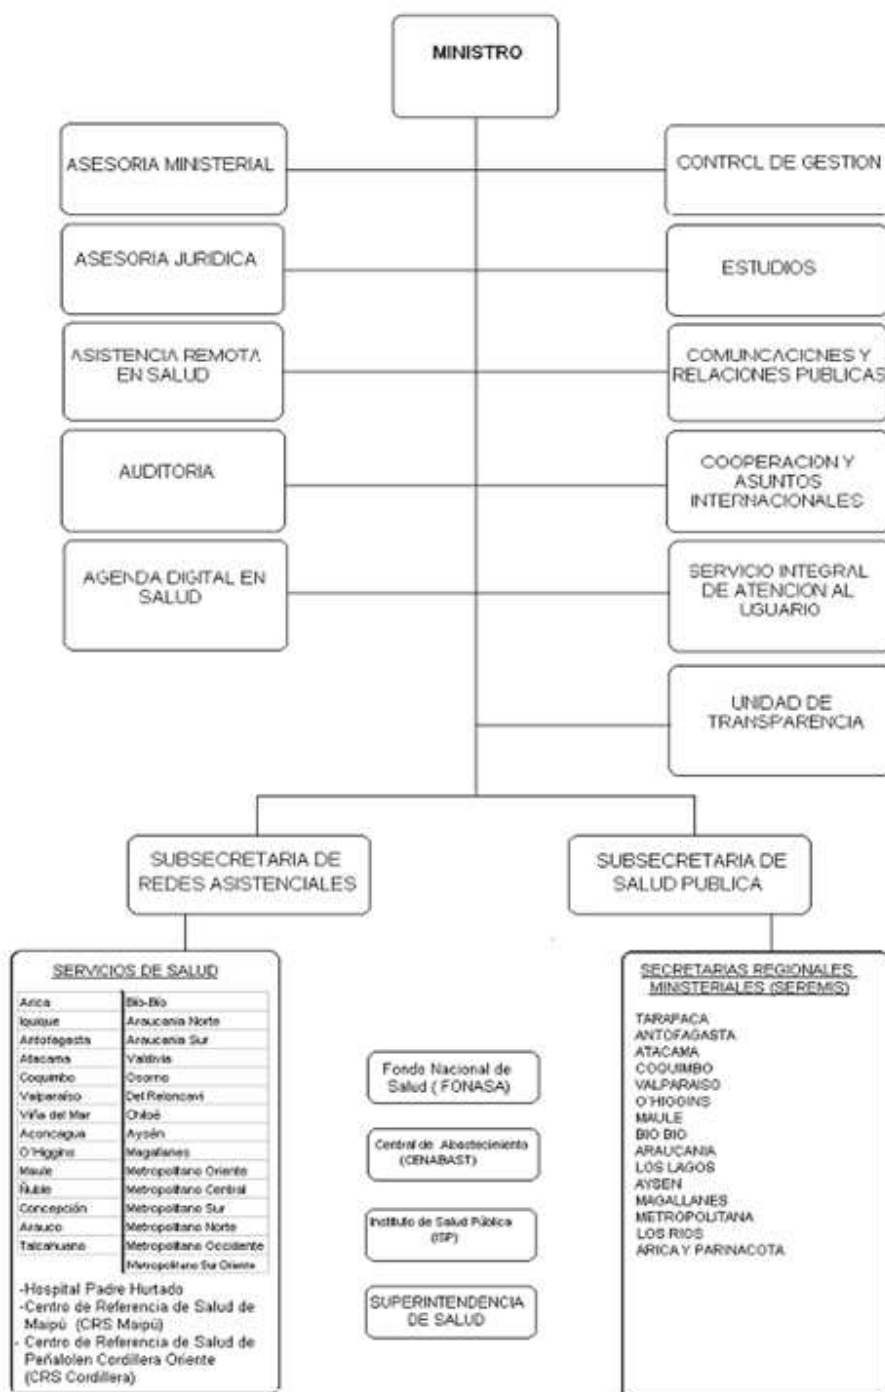 MINISTRO
ASESORIA MINISTERIAL
CONTROL DE GESTION
ASESORIA JURIDICA
ESTUDIOS
ASISTENCIA REMOTA
EN SALUD
COMUNICACIONES Y
RELACIONES PUBLICAS
AUDITORIA
COOPERACION Y
ASUNTOS
INTERNACIONALES
AGENDA DIGITAL EN
SALUD
SERVICIO INTEGRAL
DE ATENCION AL
USUARIO
UNIDAD DE
TRANSPARENCIA
SUBSECRETARIA DE
REDES ASISTENCIALES
SUBSECRETARIA DE
SALUD PUBLICA
SERVICIOS DE SALUD
Arica Bío-Bío
Iquique Araucania Norte
Antofagasta Araucania Sur
Atacama Valdivia
Coquimbo Osorno
Valparaíso Del Reloncavi
Viña del Mar Chiloé
Aconcagua Aysén
O'Higgins Magallanes
Maule Metropolitano Oriente
Ñuble Metropolitano Central
Concepción Metropolitano Sur
Arauco Metropolitano Norte
Talcahuano Metropolitano Occidente
Metropolitano Sur Oriente
-Hospital Padre Hurtado
-Centro de Referencia de Salud de
Maipú (CRS Maipú)
- Centro de Referencia de Salud de
Peñalolen Cordillera Oriente
(CRS Cordillera)
Fondo Nacional de
Salud ( FONASA)
Central de Abastecimiento
(CENABAST)
Instituto de Salud Pública
(ISP)
SUPERINTENDENCIA
DE SALUD
SECRETARIAS REGIONALES
MINISTERIALES (SEREMIS)
TARAPACA
ANTOFAGASTA
ATACAMA
COQUIMBO
VALPARAISO
O'HIGGINS
MAULE
BIO BIO
ARAUCANIA
LOS LAGOS
AYSEN
MAGALLANES
METROPOLITANA
LOS RIOS
ARICA Y PARINACOTA